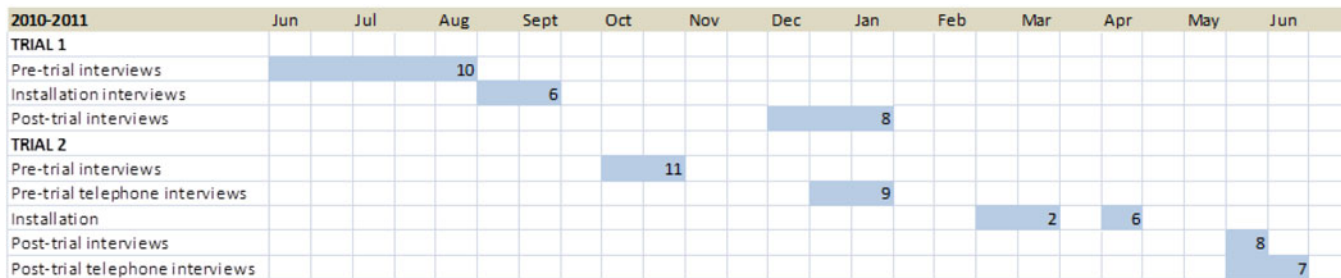 2010-2011 Jun Jul Aug Sept Oct Nov Dec Jan Feb Mar Apr May Jun
TRIAL 1
Pre-trial interviews 10
Installation interviews 6
Post-trial interviews 8
TRIAL 2
Pre-trial interviews 11
Pre-trial telephone interviews 9
Installation 2 6
Post-trial interviews 8
Post-trial telephone interviews 7